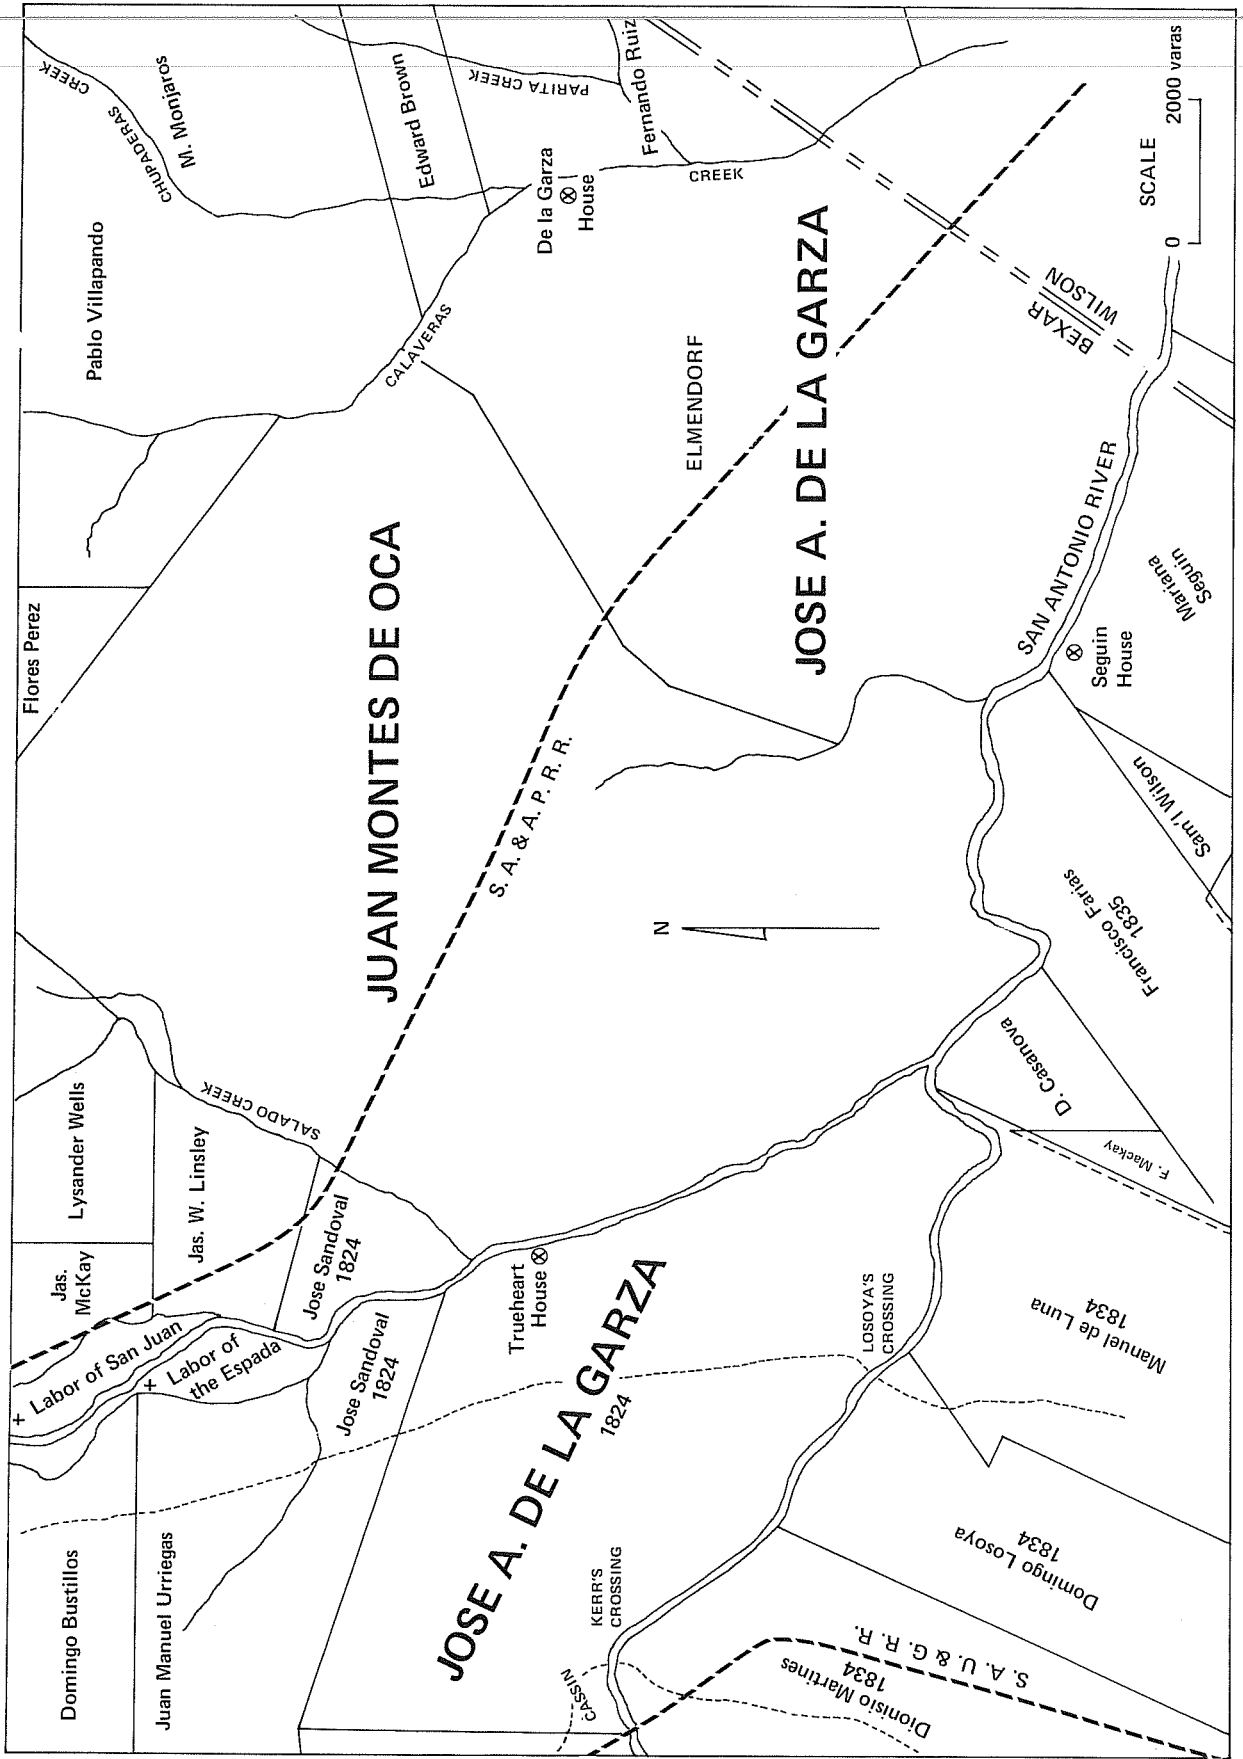 Domingo Bustillos
Juan Manuel Urriegas
+ Labor of San Juan
+ Labor of
the Espada
Jas.
McKay
Lysander Wells
Jas. W. Linsley
Jose Sandoval
1824
Jose Sandoval
1824
SALADO CREEK
Flores Perez
Pablo Villapando
CHUPADERAS
CREEK
M. Monjaros
Edward Brown
PARITA CREEK
Fernando Ruiz
CALAVERAS
CREEK
De la Garza
House
JUAN MONTES DE OCA
S. A. & A. P. R. R.
ELMENDORF
JOSE A. DE LA GARZA
BEXAR
WILSON
SCALE
0 2000 varas
Trueheart
House
JOSE A. DE LA GARZA
1824
N
KERR'S
CROSSING
CASSIN
LOSOYA'S
CROSSING
SAN ANTONIO RIVER
Seguin
House
Mariana
Seguin
Sam'l Wilson
Francisco Farias
1835
D. Casanova
F. Mackay
Manuel de Luna
1834
Domingo Losoya
1834
S. A. U. & G. R. R.
Dionisio Martines
1834